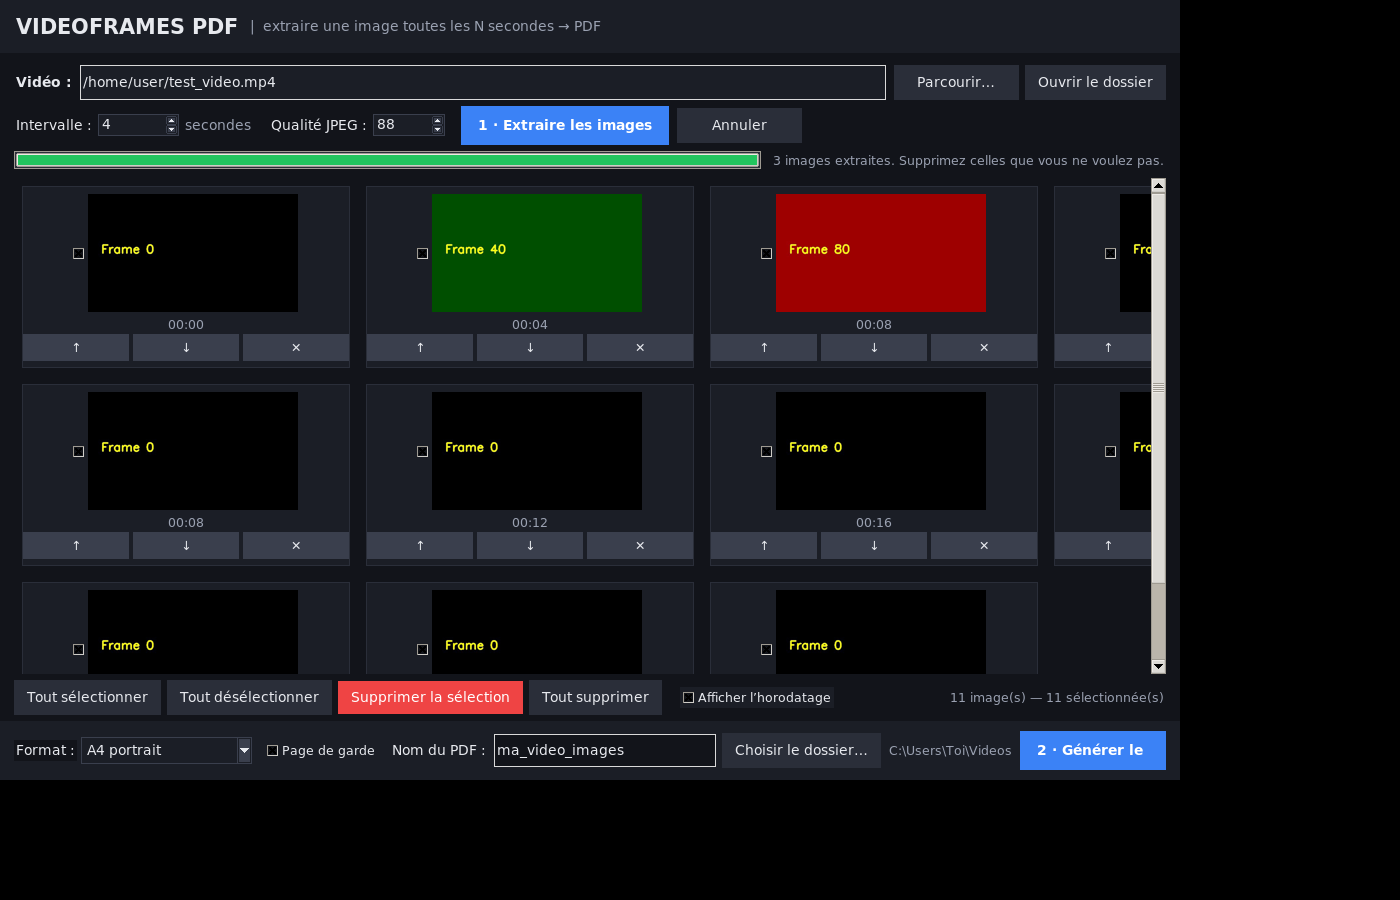 VIDEOFRAMES PDF | extraire une image toutes les N secondes → PDF
Vidéo : /home/user/test_video.mp4 Parcourir… Ouvrir le dossier
Intervalle : 4 secondes Qualité JPEG : 88 1 · Extraire les images Annuler
3 images extraites. Supprimez celles que vous ne voulez pas.
Frame 0 Frame 40 Frame 80 Fra
00:00 00:04 00:08
↑ ↓ ✕ ↑ ↓ ✕ ↑ ↓ ✕ ↑
Frame 0 Frame 0 Frame 0 Fra
00:08 00:12 00:16
↑ ↓ ✕ ↑ ↓ ✕ ↑ ↓ ✕ ↑
Frame 0 Frame 0 Frame 0
Tout sélectionner Tout désélectionner Supprimer la sélection Tout supprimer Afficher l’horodatage 11 image(s) — 11 sélectionnée(s)
Format : A4 portrait Page de garde Nom du PDF : ma_video_images Choisir le dossier… C:\Users\Toi\Videos 2 · Générer le